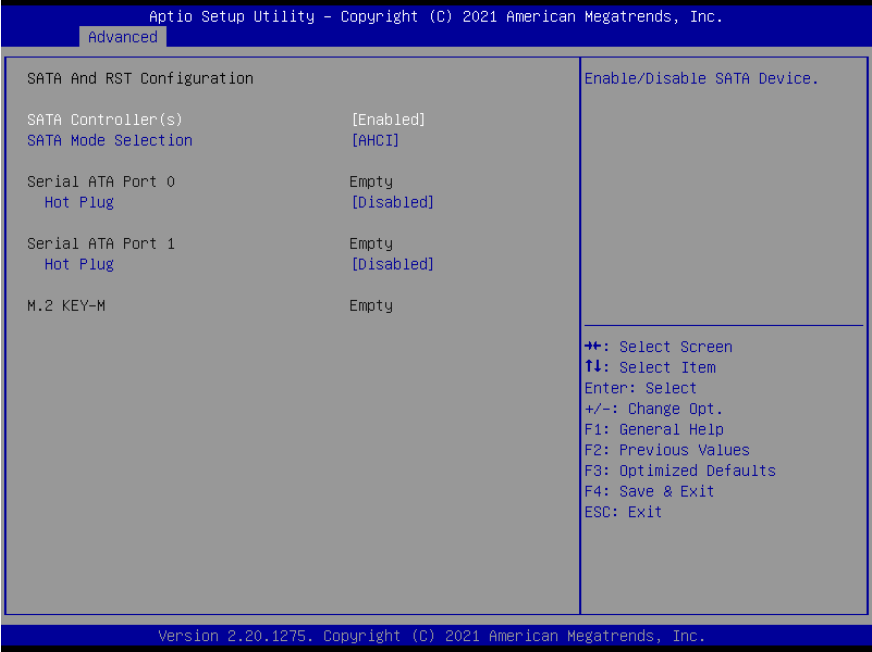 Aptio Setup Utility – Copyright (C) 2021 American Megatrends, Inc.
Advanced
SATA And RST Configuration
SATA Controller(s) [Enabled]
SATA Mode Selection [AHCI]
Serial ATA Port 0 Empty
Hot Plug [Disabled]
Serial ATA Port 1 Empty
Hot Plug [Disabled]
M.2 KEY-M Empty
Enable/Disable SATA Device.
→←: Select Screen
↑↓: Select Item
Enter: Select
+/-: Change Opt.
F1: General Help
F2: Previous Values
F3: Optimized Defaults
F4: Save & Exit
ESC: Exit
Version 2.20.1275. Copyright (C) 2021 American Megatrends, Inc.